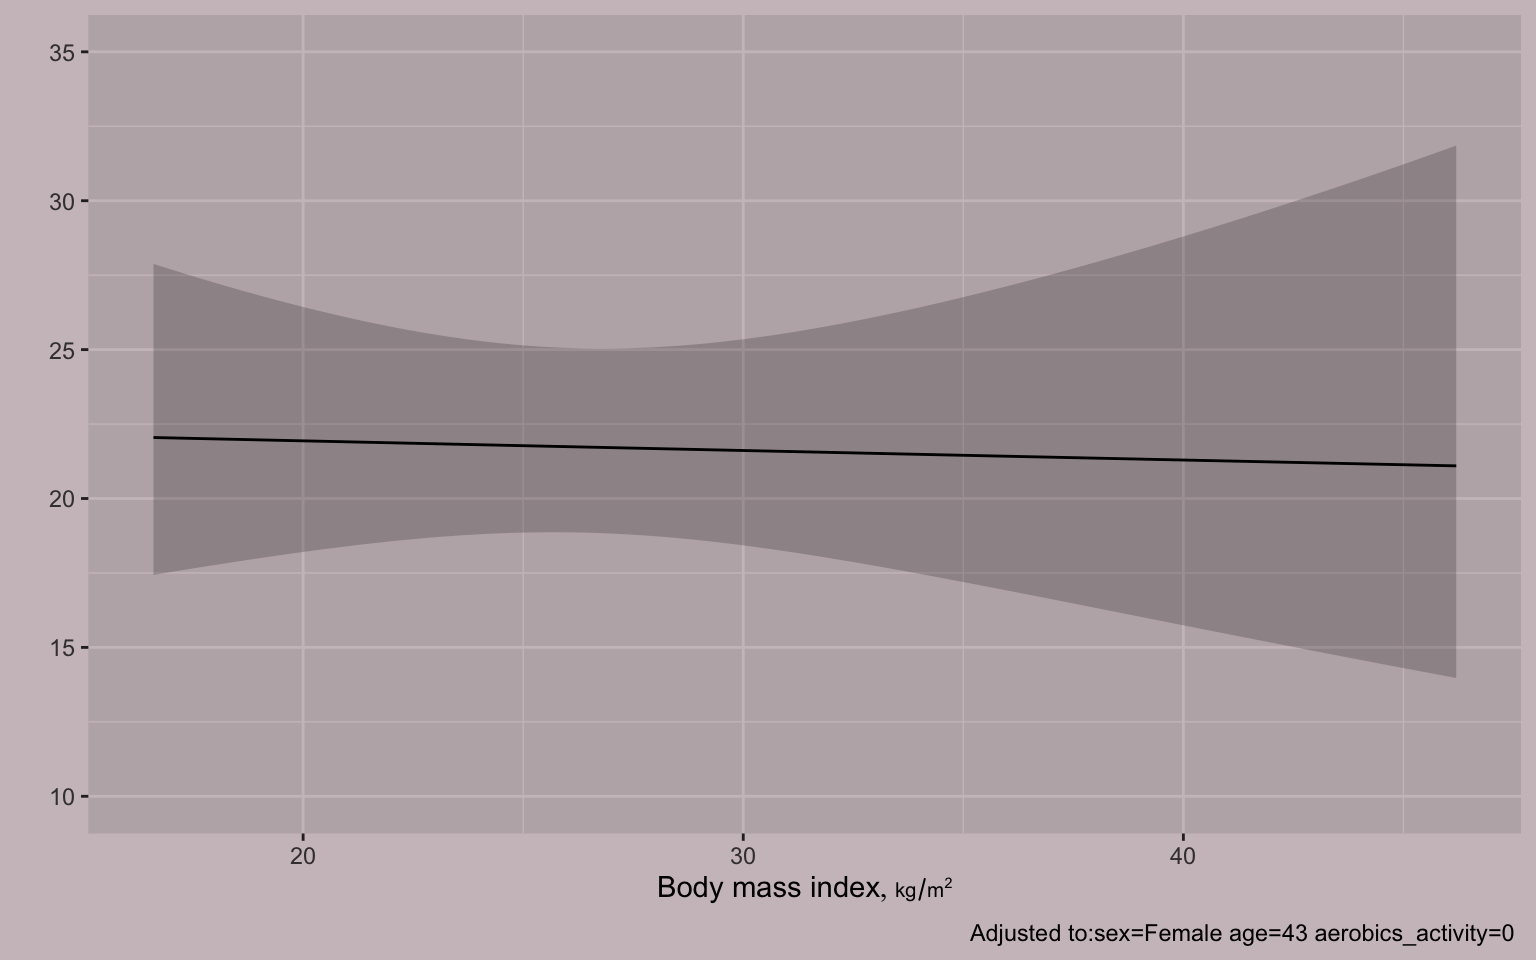 35
30
25
20
15
10
20 30 40
Body mass index, kg/m²
Adjusted to:sex=Female age=43 aerobics_activity=0